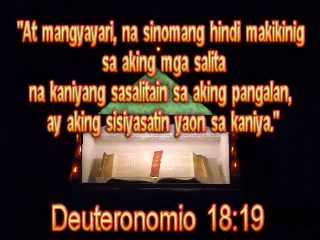 "At mangyayari, na sinomang hindi makikinig
sa aking mga salita
na kaniyang sasalitain sa aking pangalan,
ay aking sisiyasatin yaon sa kaniya."
Deuteronomio 18:19